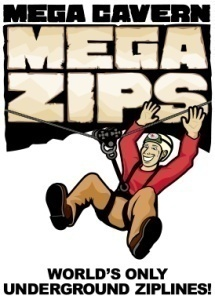 MEGA CAVERN
MEGA
ZIPS
WORLD'S ONLY
UNDERGROUND ZIPLINES!